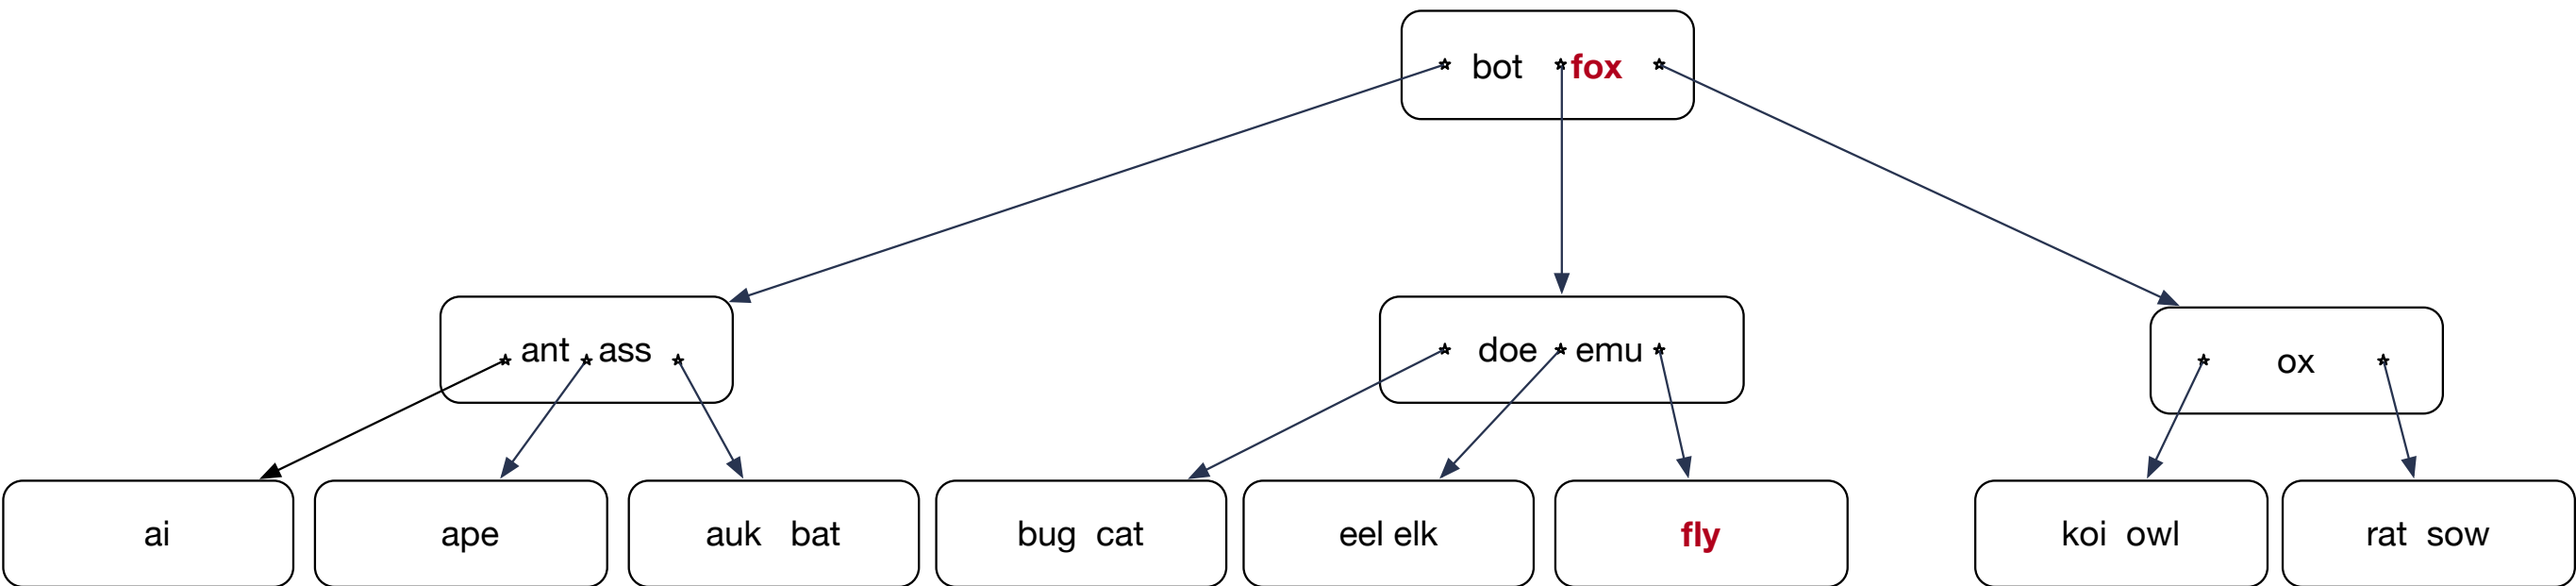 bot fox
ant ass
doe emu
ox
ai
ape
auk bat
bug cat
eel elk
fly
koi owl
rat sow